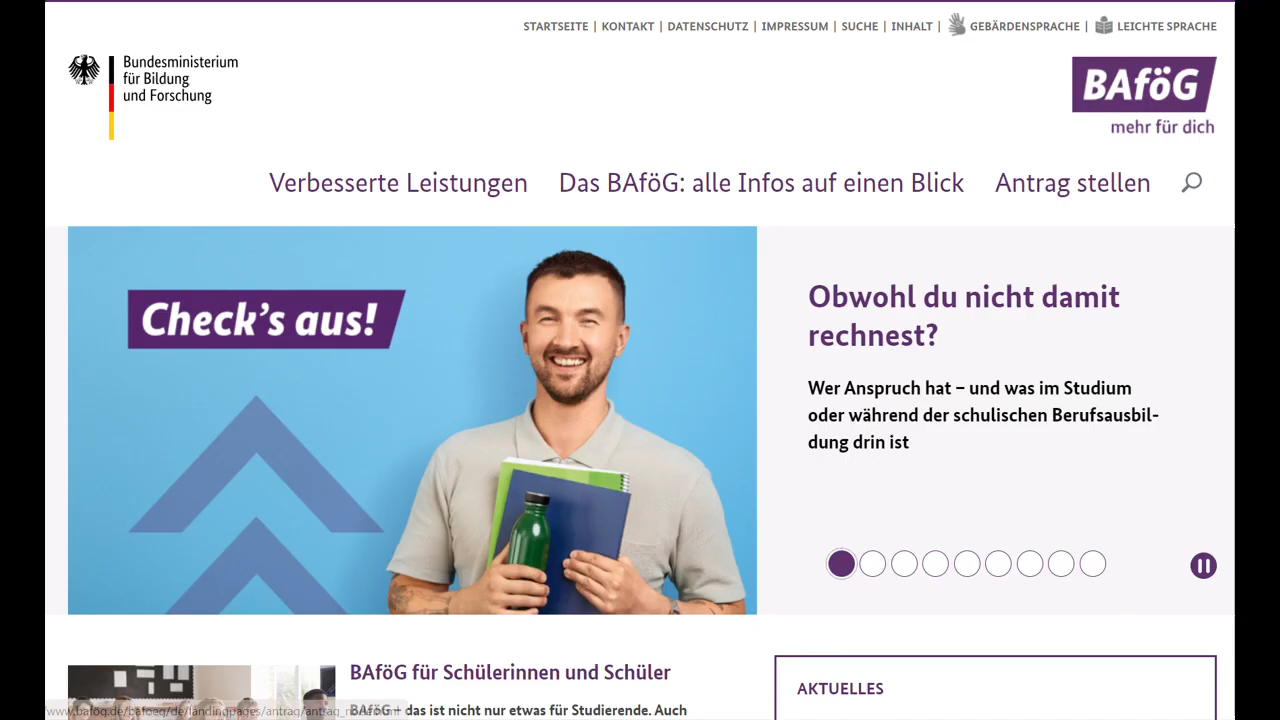 STARTSEITE | KONTAKT | DATENSCHUTZ | IMPRESSUM | SUCHE | INHALT | GEBÄRDENSPRACHE | LEICHTE SPRACHE
Bundesministerium
für Bildung
und Forschung
BAföG
mehr für dich
Verbesserte Leistungen Das BAföG: alle Infos auf einen Blick Antrag stellen
Check's aus!
Obwohl du nicht damit
rechnest?
Wer Anspruch hat – und was im Studium
oder während der schulischen Berufsausbil-
dung drin ist
BAföG für Schülerinnen und Schüler
BAföG – das ist nicht nur etwas für Studierende. Auch
AKTUELLES